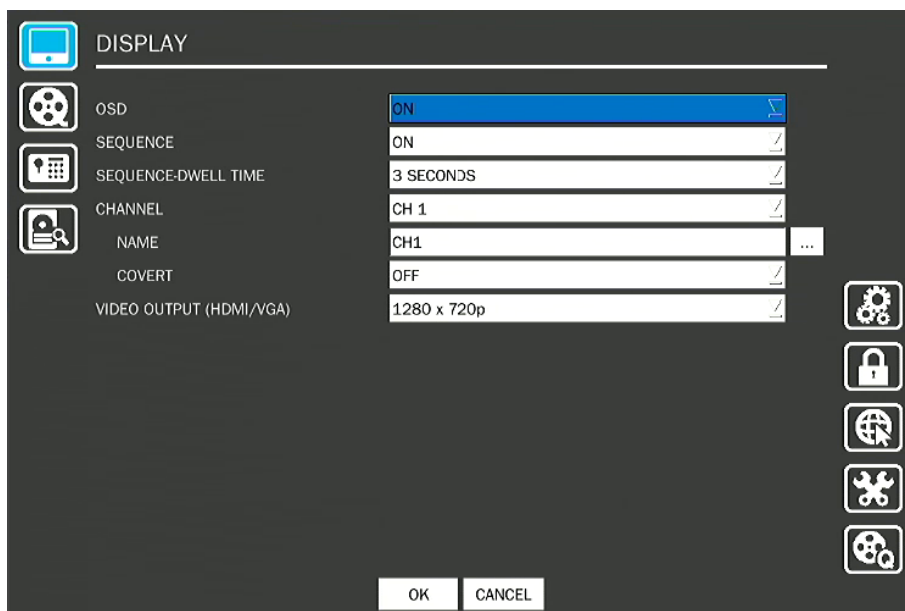 DISPLAY
OSD ON
SEQUENCE ON
SEQUENCE-DWELL TIME 3 SECONDS
CHANNEL CH 1
NAME CH1 ...
COVERT OFF
VIDEO OUTPUT (HDMI/VGA) 1280 x 720p
OK CANCEL